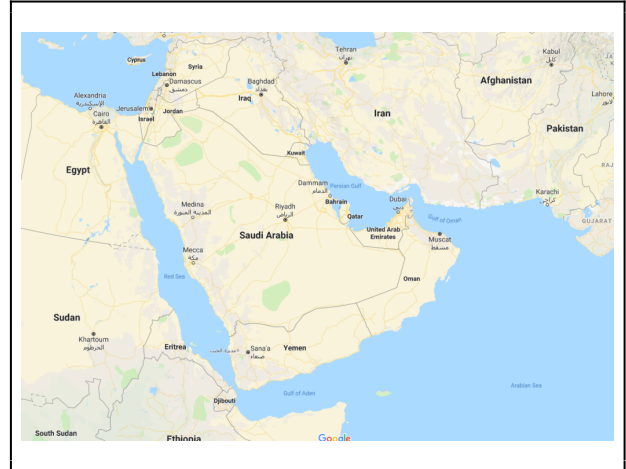 Tehran
تهران
Kabul
کابل
Cyprus
Syria
Lebanon
Damascus
دمشق
Baghdad
بغداد
Afghanistan
Alexandria
الإسكندرية
Iraq
Lahore
لاہور
Jerusalem
Jordan
Iran
Cairo
القاهرة
Israel
Pakistan
Kuwait
Egypt
Dammam
الدمام
Persian Gulf
Karachi
کراچی
Medina
المدينة المنورة
Riyadh
الرياض
Bahrain
Qatar
Dubai
دبي
Gulf of Oman
GUJARAT
United Arab
Emirates
Saudi Arabia
Muscat
مسقط
Mecca
مكة
Red Sea
Oman
Sudan
Khartoum
الخرطوم
Eritrea
Sana'a
صنعاء
Yemen
Arabian Sea
Gulf of Aden
Djibouti
South Sudan
Ethiopia
Google